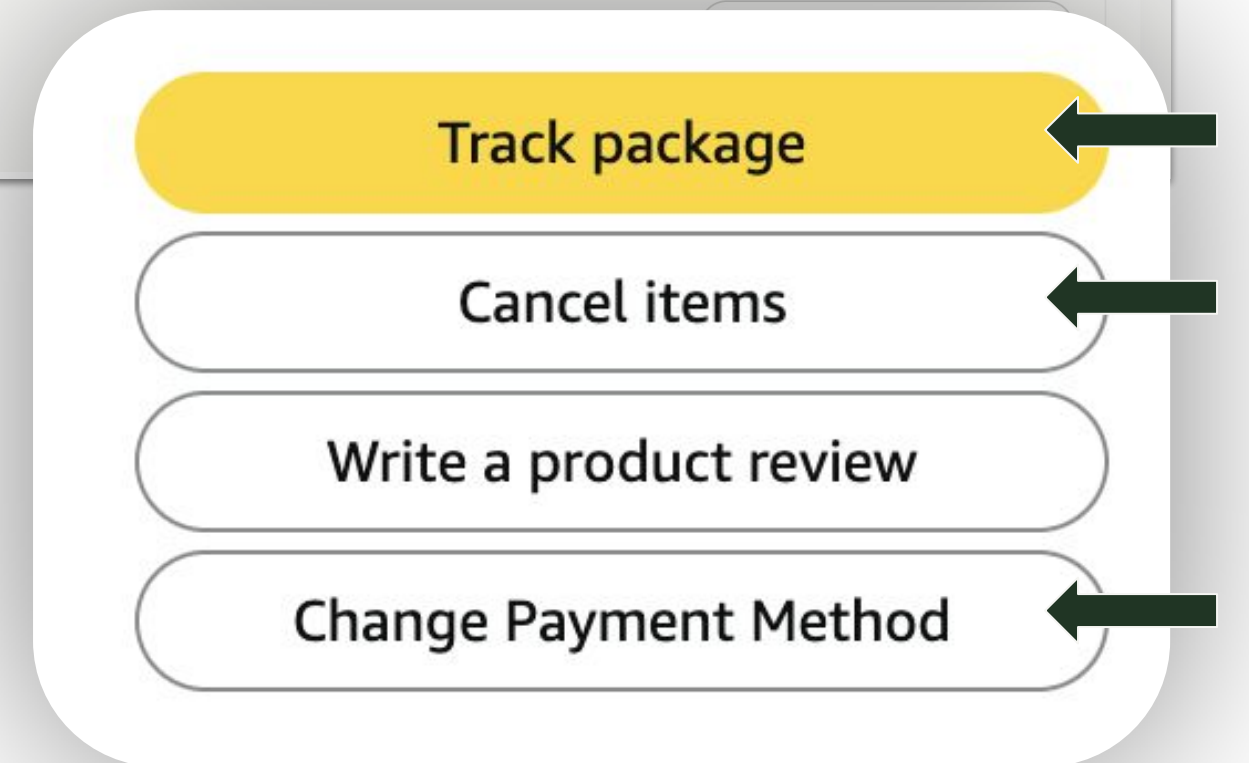 Track package
Cancel items
Write a product review
Change Payment Method